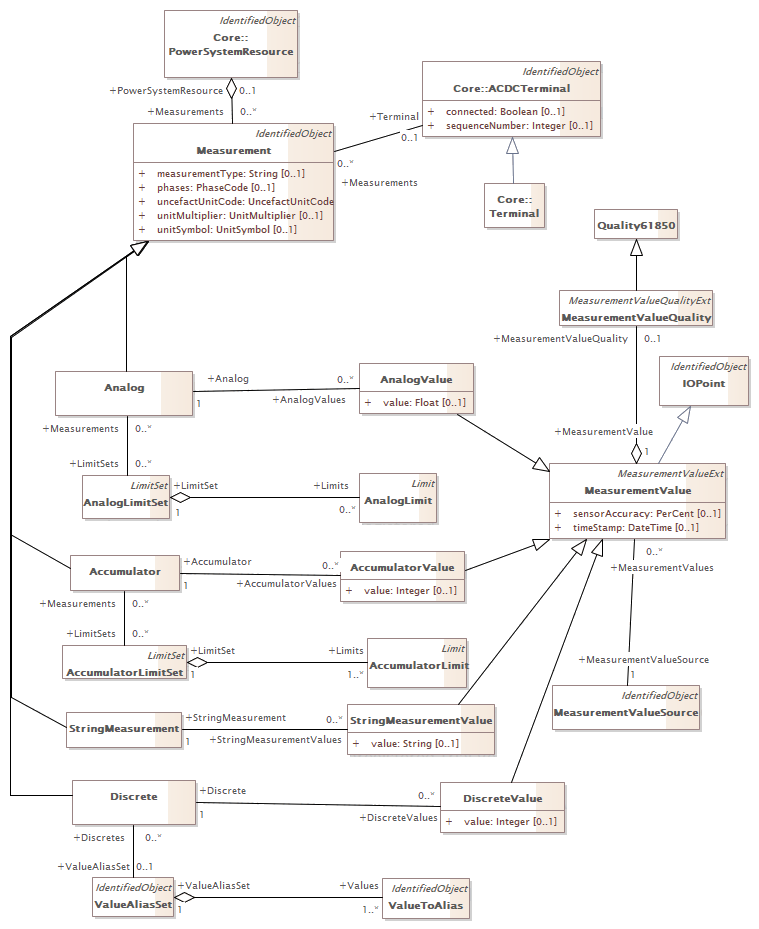 IdentifiedObject
Core::
PowerSystemResource
+PowerSystemResource
0..1
+Measurements
0..*
IdentifiedObject
Core::ACDCTerminal
+ connected: Boolean [0..1]
+ sequenceNumber: Integer [0..1]
+Terminal
0..1
IdentifiedObject
Measurement
+ measurementType: String [0..1]
+ phases: PhaseCode [0..1]
+ uncefactUnitCode: UncefactUnitCode
+ unitMultiplier: UnitMultiplier [0..1]
+ unitSymbol: UnitSymbol [0..1]
0..*
+Measurements
Core::
Terminal
Quality61850
MeasurementValueQualityExt
MeasurementValueQuality
+MeasurementValueQuality
0..1
IdentifiedObject
IOPoint
Analog
+Analog
1
0..*
+AnalogValues
AnalogValue
+ value: Float [0..1]
+MeasurementValue
1
+Measurements
0..*
+LimitSets
0..*
LimitSet
AnalogLimitSet
+LimitSet
1
+Limits
0..*
Limit
AnalogLimit
MeasurementValueExt
MeasurementValue
+ sensorAccuracy: PerCent [0..1]
+ timeStamp: DateTime [0..1]
0..*
+MeasurementValues
Accumulator
+Accumulator
1
0..*
+AccumulatorValues
AccumulatorValue
+ value: Integer [0..1]
+Measurements
0..*
+LimitSets
0..*
LimitSet
AccumulatorLimitSet
+LimitSet
1
+Limits
1..*
Limit
AccumulatorLimit
+MeasurementValueSource
1
IdentifiedObject
MeasurementValueSource
StringMeasurement
+StringMeasurement
1
0..*
+StringMeasurementValues
StringMeasurementValue
+ value: String [0..1]
Discrete
+Discrete
1
0..*
+DiscreteValues
DiscreteValue
+ value: Integer [0..1]
+Discretes
0..*
+ValueAliasSet
0..1
IdentifiedObject
ValueAliasSet
+ValueAliasSet
1
+Values
1..*
IdentifiedObject
ValueToAlias